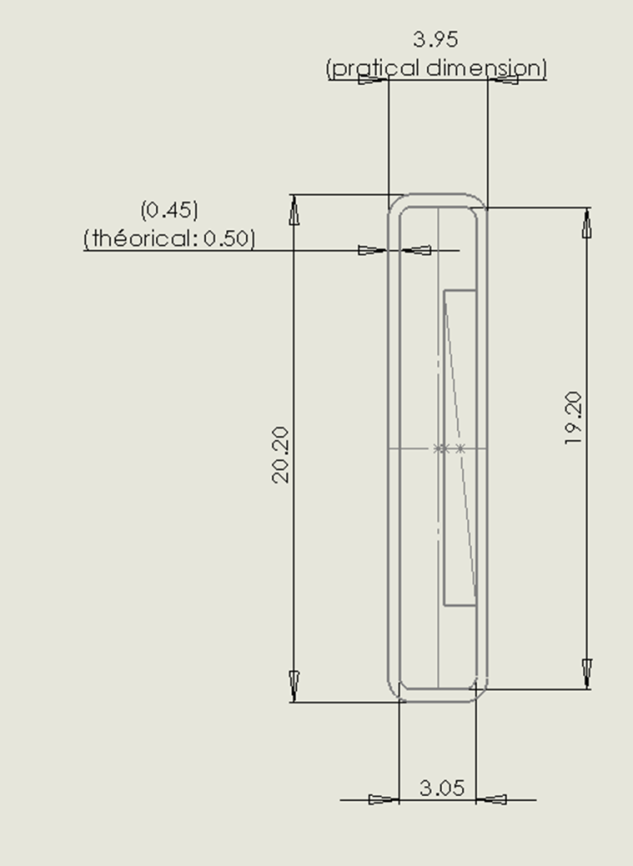 3.95
(pratical dimension)
(0.45)
(théorical: 0.50)
20.20
19.20
3.05